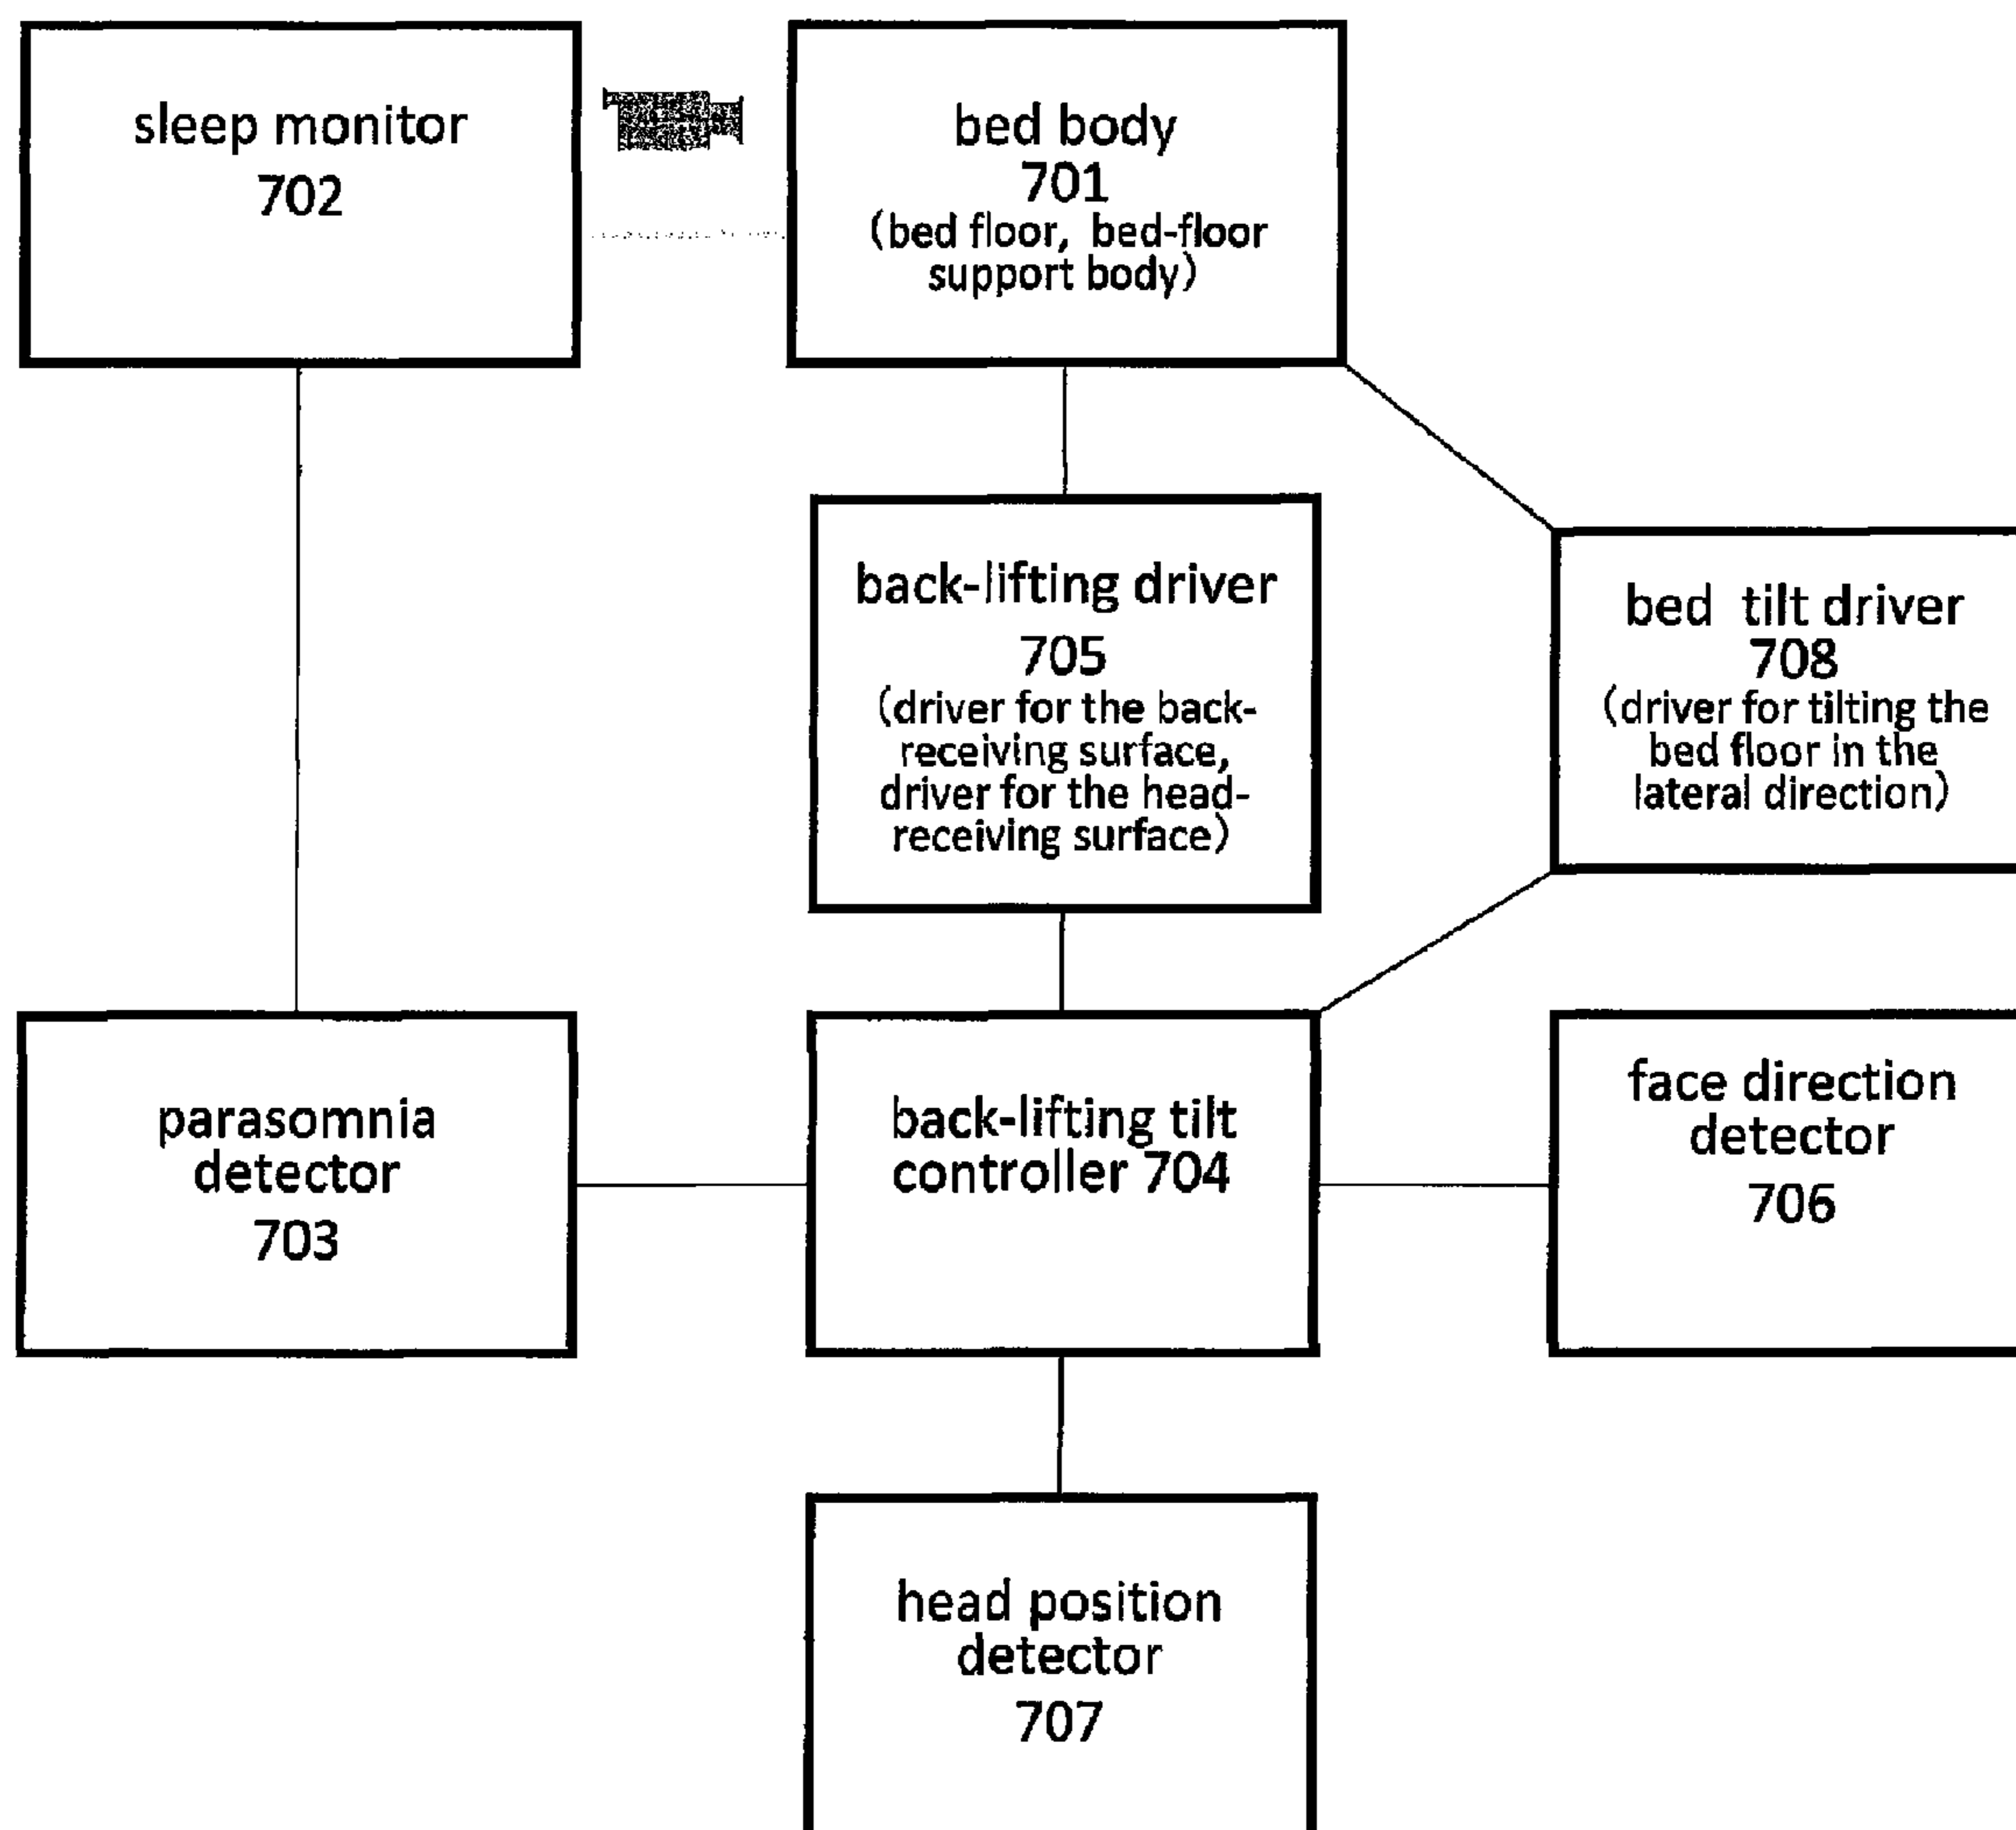 sleep monitor
702
bed body
701
(bed floor, bed-floor
support body)
back-lifting driver
705
(driver for the back-
receiving surface,
driver for the head-
receiving surface)
bed tilt driver
708
(driver for tilting the
bed floor in the
lateral direction)
parasomnia
detector
703
back-lifting tilt
controller 704
face direction
detector
706
head position
detector
707